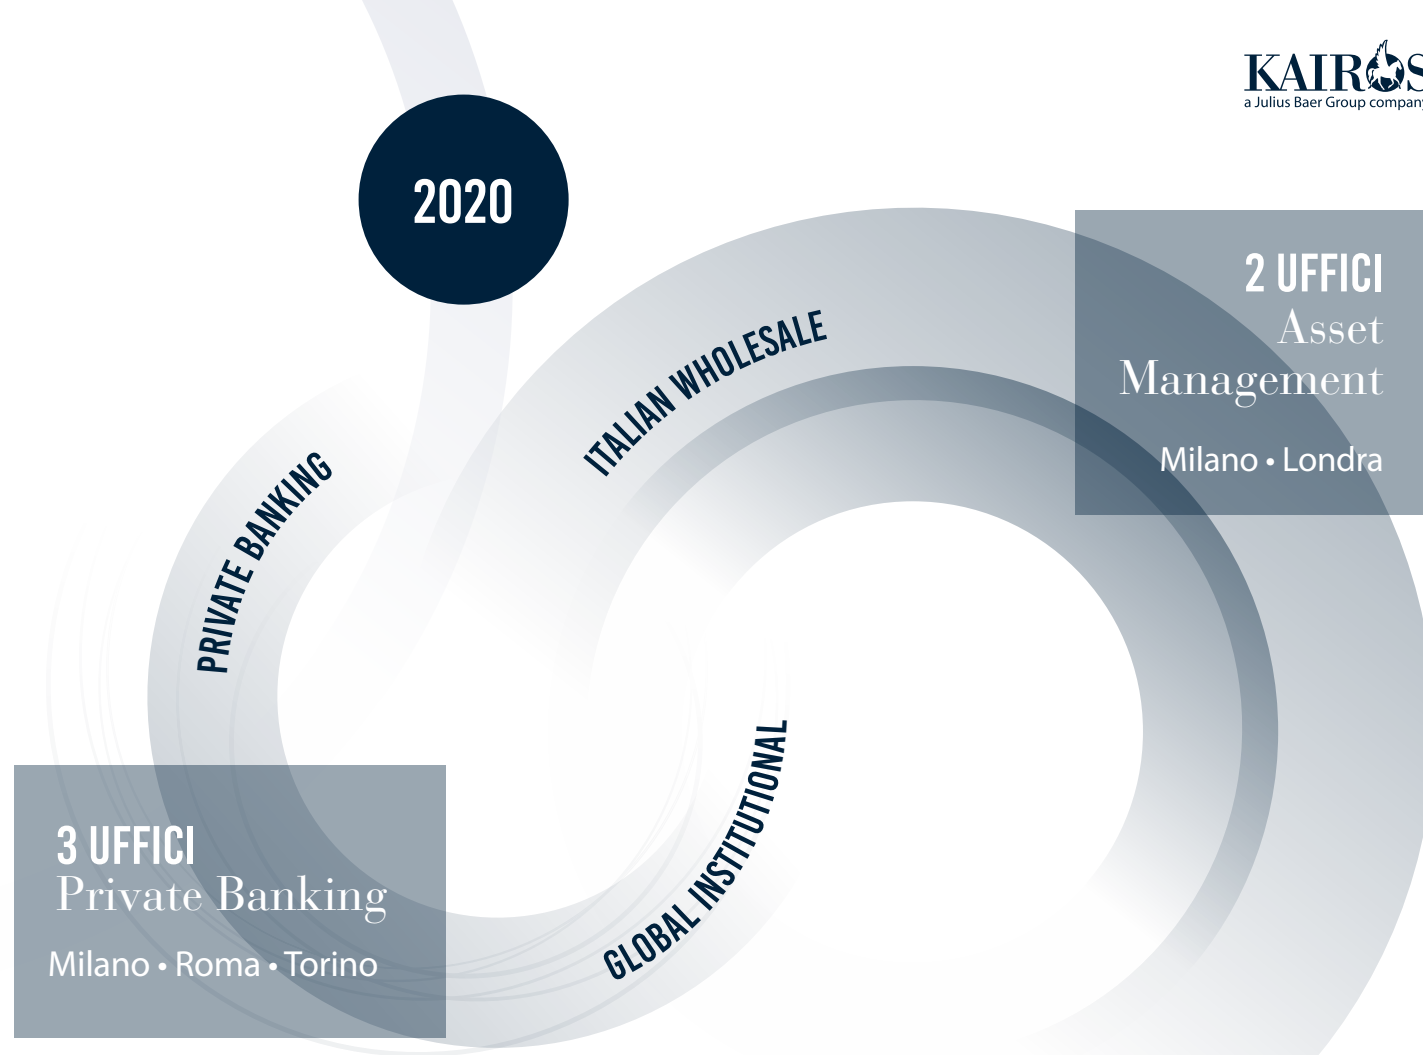 KAIROS
a Julius Baer Group company
2020
2 UFFICI
Asset
Management
Milano • Londra
ITALIAN WHOLESALE
PRIVATE BANKING
GLOBAL INSTITUTIONAL
3 UFFICI
Private Banking
Milano • Roma • Torino